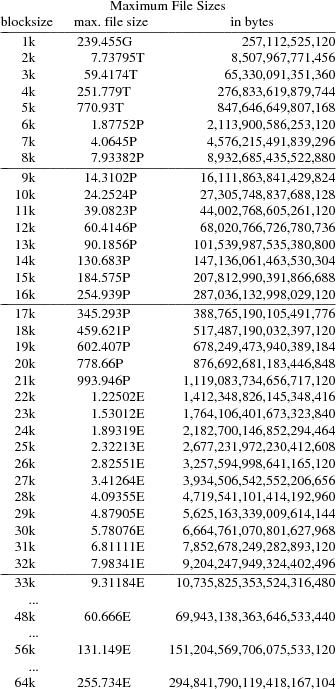 Maximum File Sizes
blocksize max. file size in bytes
1k 239.455G 257,112,525,120
2k 7.73795T 8,507,967,771,456
3k 59.4174T 65,330,091,351,360
4k 251.779T 276,833,619,879,744
5k 770.93T 847,646,649,807,168
6k 1.87752P 2,113,900,586,253,120
7k 4.0645P 4,576,215,491,839,296
8k 7.93382P 8,932,685,435,522,880
9k 14.3102P 16,111,863,841,429,824
10k 24.2524P 27,305,748,837,688,128
11k 39.0823P 44,002,768,605,261,120
12k 60.4146P 68,020,766,726,780,736
13k 90.1856P 101,539,987,535,380,800
14k 130.683P 147,136,061,463,530,304
15k 184.575P 207,812,990,391,866,688
16k 254.939P 287,036,132,998,029,120
17k 345.293P 388,765,190,105,491,776
18k 459.621P 517,487,190,032,397,120
19k 602.407P 678,249,473,940,389,184
20k 778.66P 876,692,681,183,446,848
21k 993.946P 1,119,083,734,656,717,120
22k 1.22502E 1,412,348,826,145,348,416
23k 1.53012E 1,764,106,401,673,323,840
24k 1.89319E 2,182,700,146,852,294,464
25k 2.32213E 2,677,231,972,230,412,608
26k 2.82551E 3,257,594,998,641,165,120
27k 3.41264E 3,934,506,542,552,206,656
28k 4.09355E 4,719,541,101,414,192,960
29k 4.87905E 5,625,163,339,009,614,144
30k 5.78076E 6,664,761,070,801,627,968
31k 6.81111E 7,852,678,249,282,893,120
32k 7.98341E 9,204,247,949,324,402,496
33k 9.31184E 10,735,825,353,524,316,480
...
48k 60.666E 69,943,138,363,646,533,440
...
56k 131.149E 151,204,569,706,075,533,120
...
64k 255.734E 294,841,790,119,418,167,104